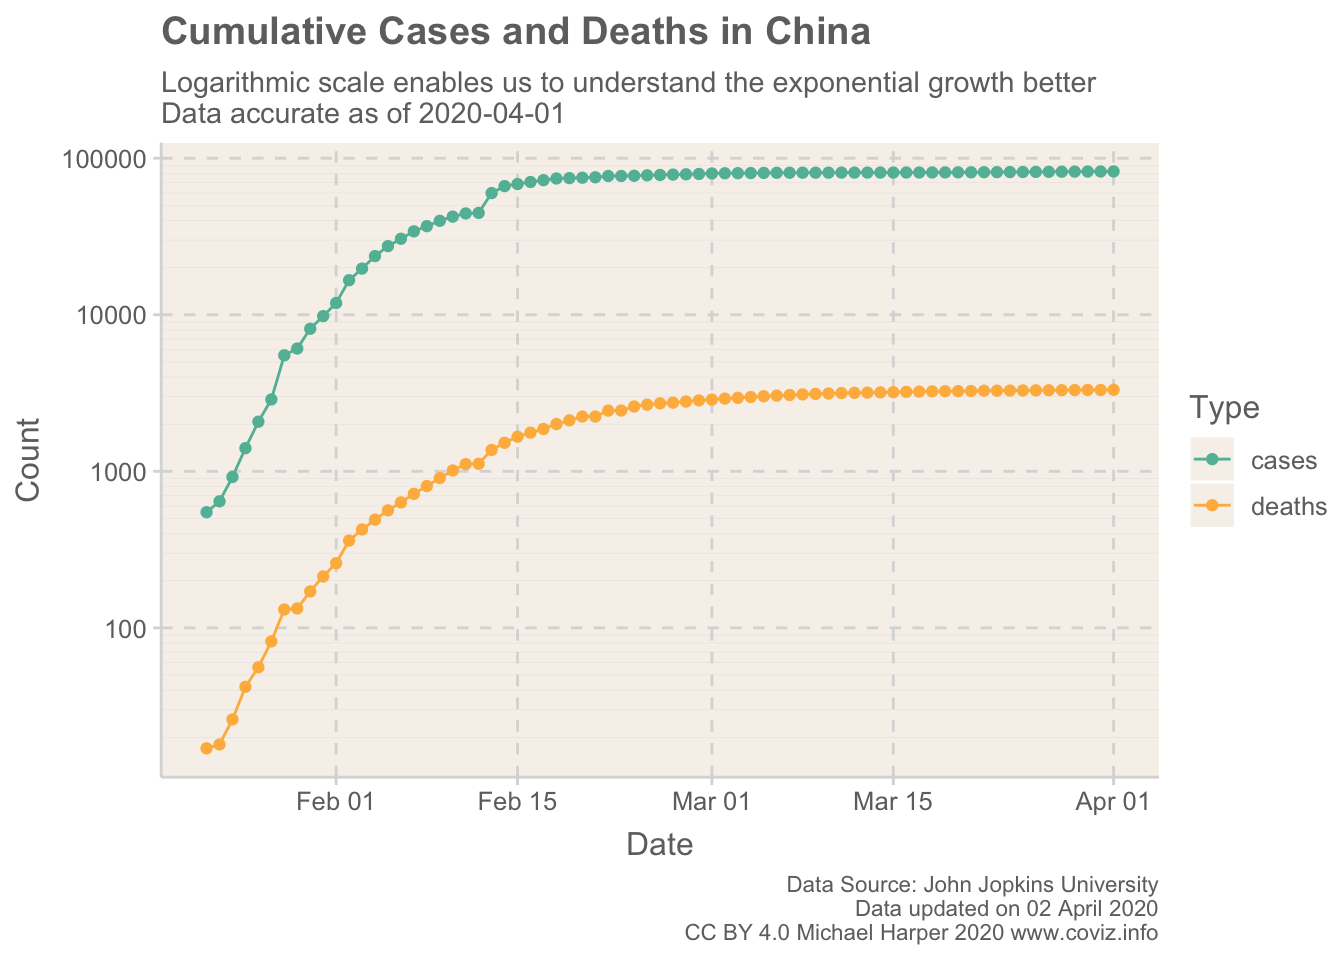 Cumulative Cases and Deaths in China
Logarithmic scale enables us to understand the exponential growth better
Data accurate as of 2020-04-01
100000
10000
1000
100
Count
Feb 01
Feb 15
Mar 01
Mar 15
Apr 01
Date
Type
cases
deaths
Data Source: John Jopkins University
Data updated on 02 April 2020
CC BY 4.0 Michael Harper 2020 www.coviz.info